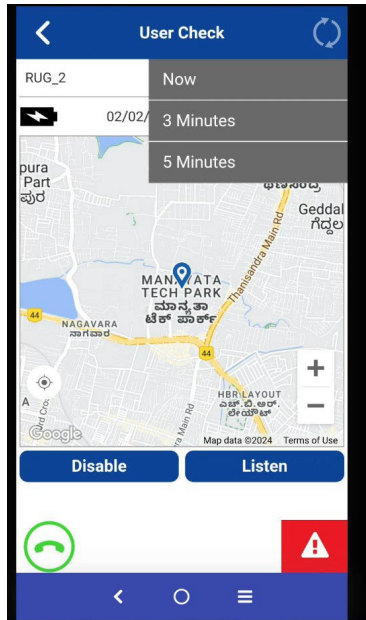 User Check
RUG_2
Now
02/02/
3 Minutes
5 Minutes
pura
Part
ಪುರ
Geddal
ಗೆದ್ದಲ
Thanisandra Main Rd
MANYATA
TECH PARK
ಮಾನ್ಯತಾ
ಟೆಕ್ ಪಾರ್ಕ್
44
NAGAVARA
ನಾಗವಾರ
44
HBR LAYOUT
ಎಚ್.ಬಿ.ಆರ್.
ಲೇಯೌಟ್
A
Main Rd
Google
Map data ©2024 Terms of Use
Disable
Listen